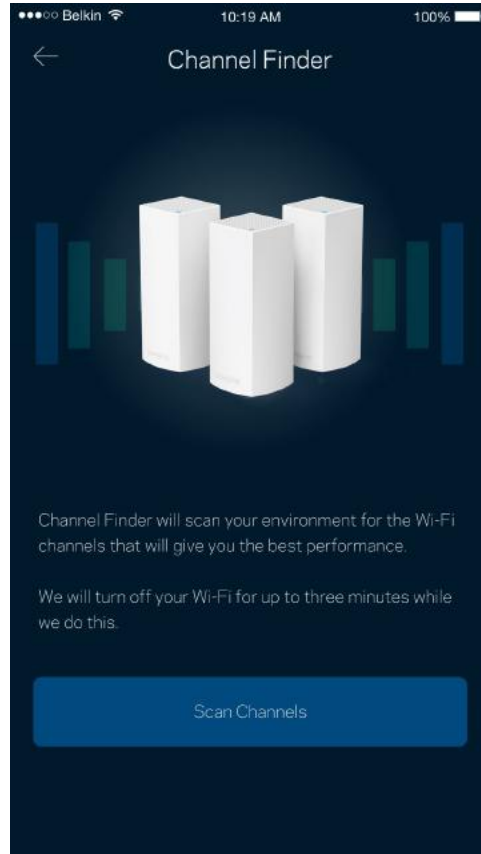 Belkin 10:19 AM 100%
Channel Finder
Channel Finder will scan your environment for the Wi-Fi
channels that will give you the best performance.
We will turn off your Wi-Fi for up to three minutes while
we do this.
Scan Channels